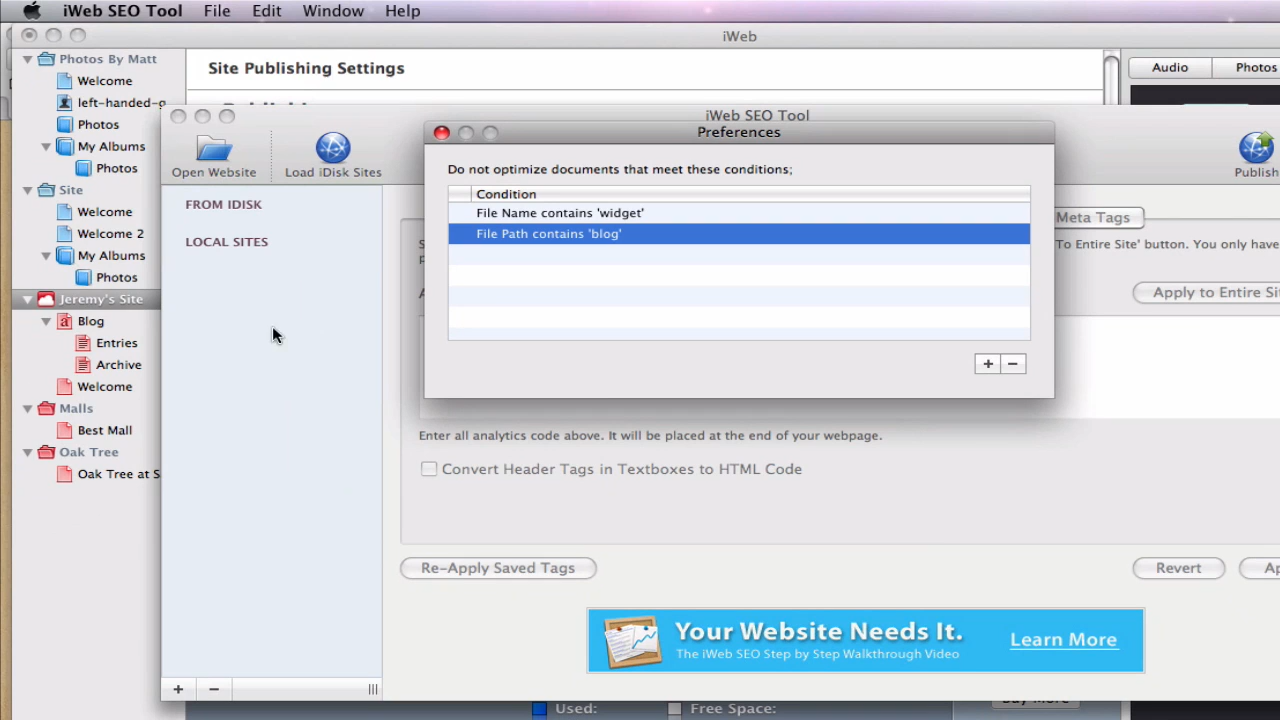 iWeb SEO Tool File Edit Window Help
iWeb
Photos By Matt
Welcome
left-handed-g
Photos
My Albums
Photos
Site
Welcome
Welcome 2
My Albums
Photos
Jeremy's Site
Blog
Entries
Archive
Welcome
Malls
Best Mall
Oak Tree
Oak Tree at S
Site Publishing Settings
Audio Photos
iWeb SEO Tool
Open Website Load iDisk Sites
Publish
FROM IDISK
LOCAL SITES
Preferences
Do not optimize documents that meet these conditions;
Condition
File Name contains 'widget'
File Path contains 'blog'
+ −
Meta Tags
To Entire Site' button. You only have
Apply to Entire Sit
Enter all analytics code above. It will be placed at the end of your webpage.
Convert Header Tags in Textboxes to HTML Code
Re-Apply Saved Tags Revert Ap
Your Website Needs It.
The iWeb SEO Step by Step Walkthrough Video
Learn More
+ −
Used: Free Space: Buy More